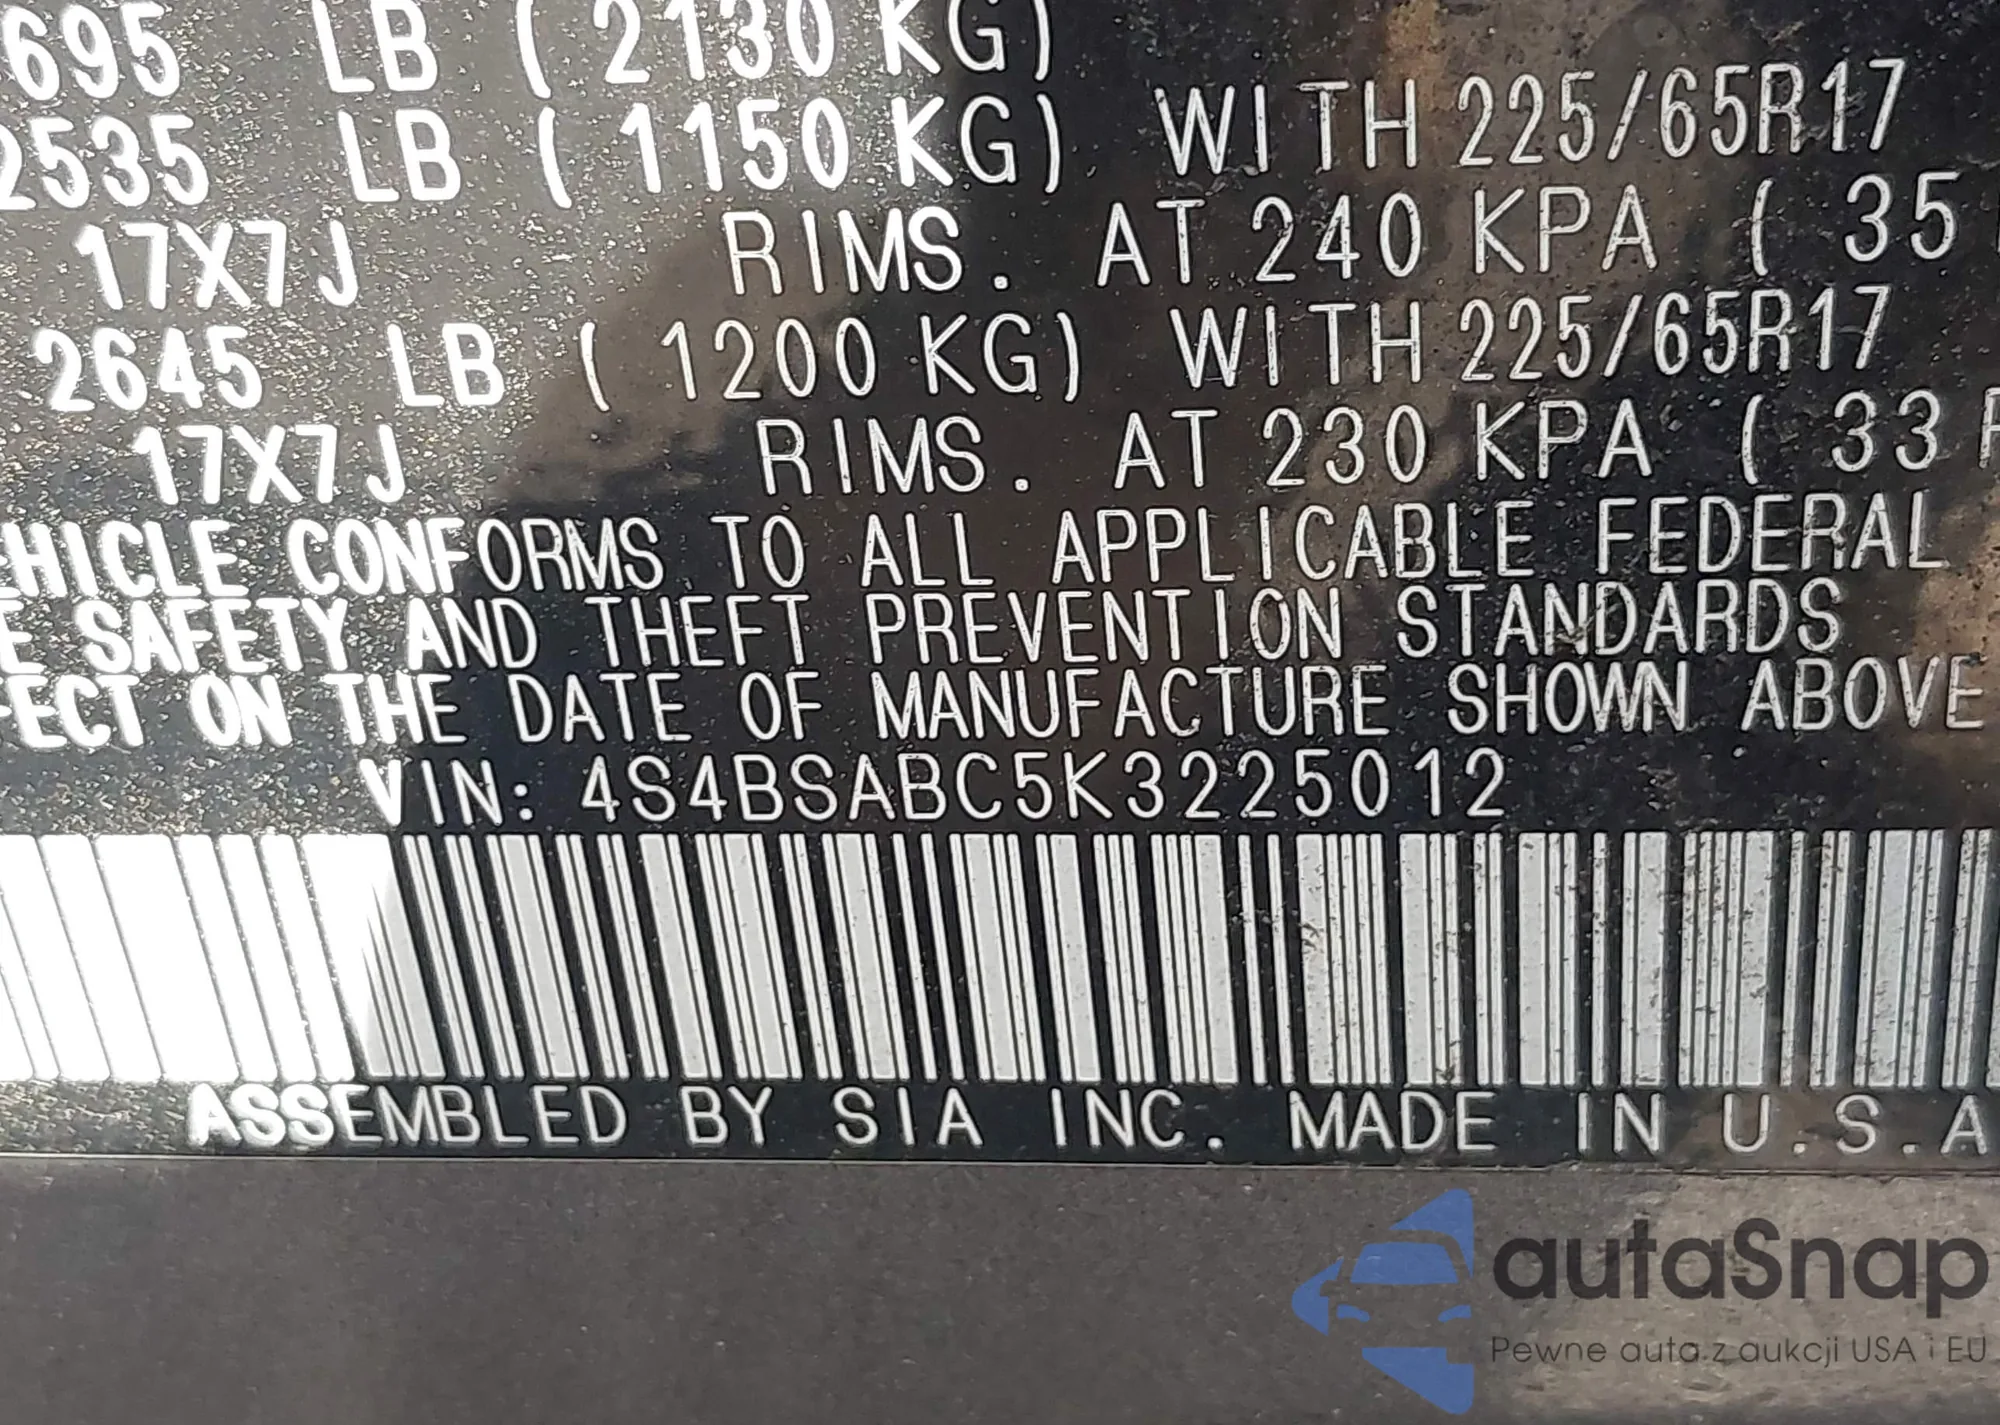 695 LB ( 2130 KG)
2535 LB ( 1150 KG) WITH 225/65R17
17X7J RIMS. AT 240 KPA ( 35
2645 LB ( 1200 KG) WITH 225/65R17
17X7J RIMS. AT 230 KPA ( 33 P
EHICLE CONFORMS TO ALL APPLICABLE FEDERAL
E SAFETY AND THEFT PREVENTION STANDARDS
FECT ON THE DATE OF MANUFACTURE SHOWN ABOVE
VIN: 4S4BSABC5K3225012
ASSEMBLED BY SIA INC. MADE IN U.S.A
autaSnap
Pewne auta z aukcji USA i EU